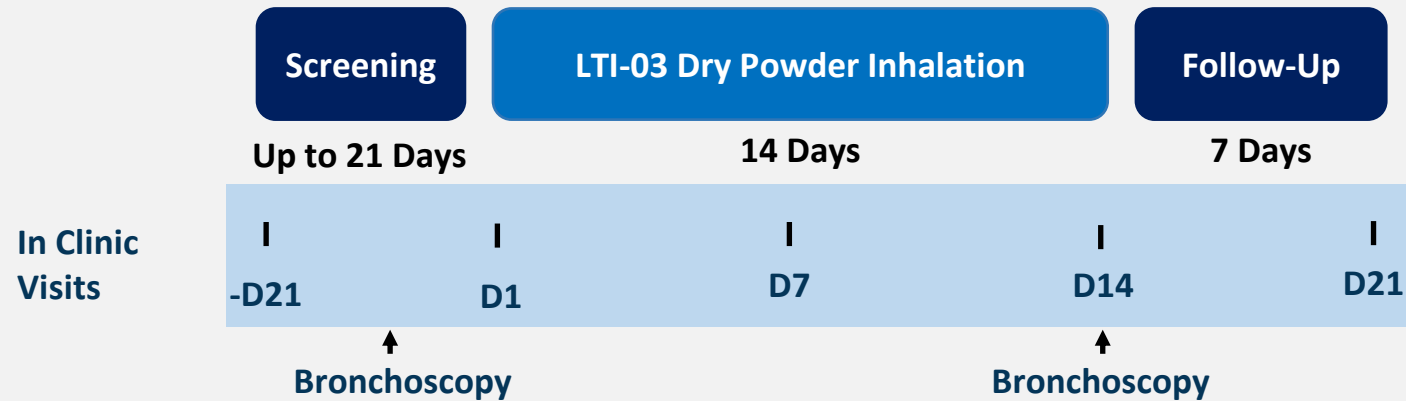 Screening
LTI-03 Dry Powder Inhalation
Follow-Up
Up to 21 Days
14 Days
7 Days
In Clinic
Visits
-D21
D1
D7
D14
D21
Bronchoscopy
Bronchoscopy